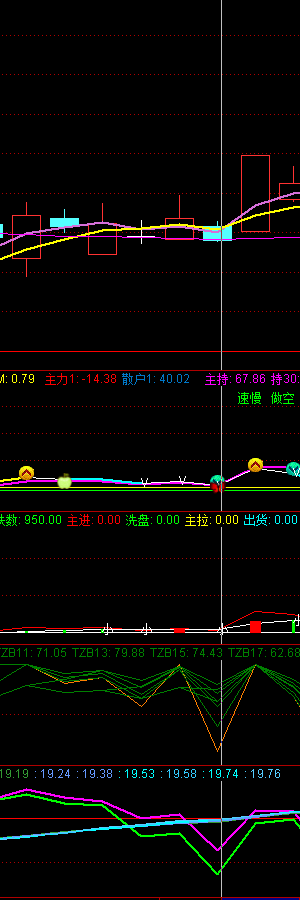 M: 0.79 主力1: -14.38 散户1: 40.02 主持: 67.86 持30:
速慢 做空
数: 950.00 主进: 0.00 洗盘: 0.00 主拉: 0.00 出货: 0.00
TZB11: 71.05 TZB13: 79.88 TZB15: 74.43 TZB17: 62.68
19.19 : 19.24 : 19.38 : 19.53 : 19.58 : 19.74 : 19.76